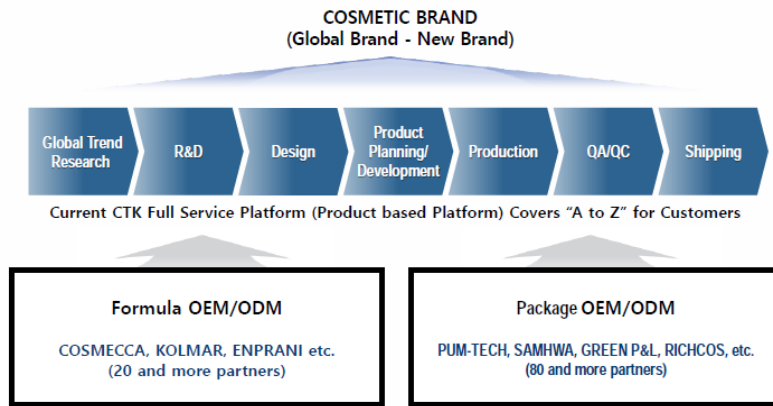 COSMETIC BRAND
(Global Brand - New Brand)
Global Trend
Research
R&D
Design
Product
Planning/
Development
Production
QA/QC
Shipping
Current CTK Full Service Platform (Product based Platform) Covers “A to Z” for Customers
Formula OEM/ODM
COSMECCA, KOLMAR, ENPRANI etc.
(20 and more partners)
Package OEM/ODM
PUM-TECH, SAMHWA, GREEN P&L, RICHCOS, etc.
(80 and more partners)